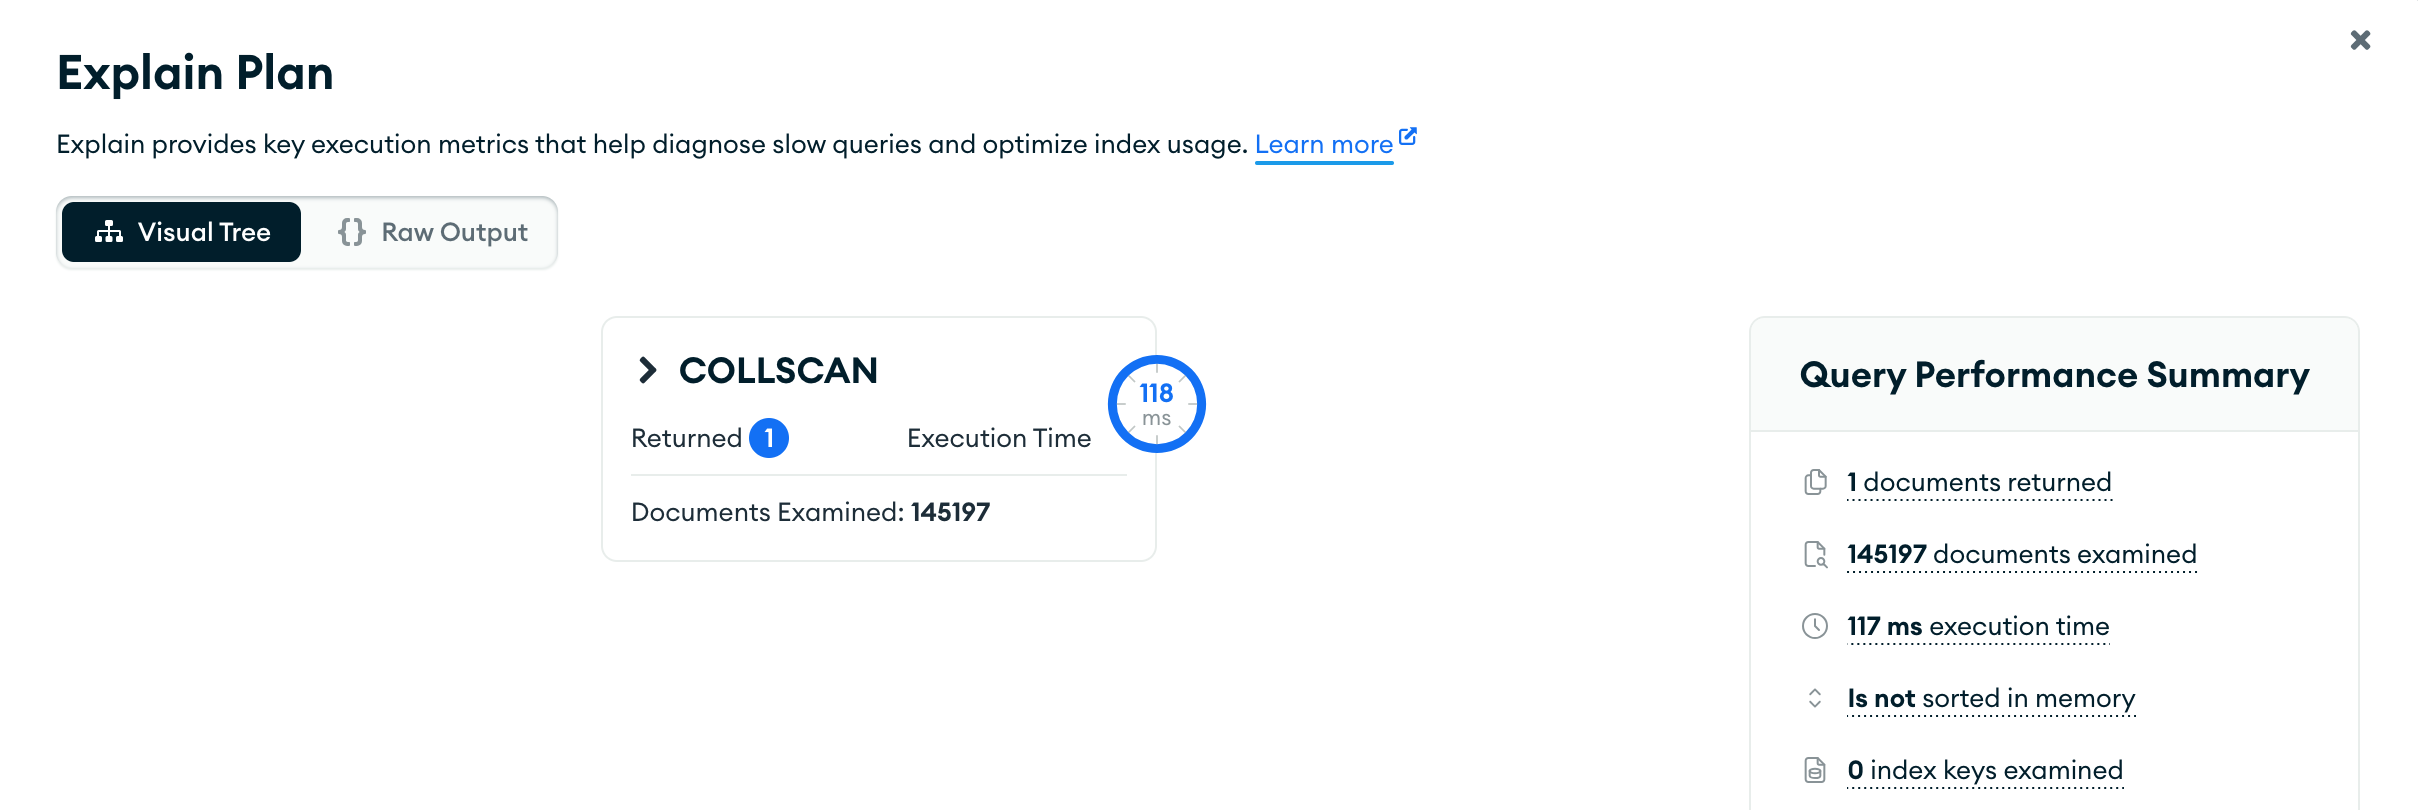 Explain Plan
Explain provides key execution metrics that help diagnose slow queries and optimize index usage. Learn more
Visual Tree
{} Raw Output
COLLSCAN
118
ms
Returned 1
Execution Time
Documents Examined: 145197
Query Performance Summary
1 documents returned
145197 documents examined
117 ms execution time
Is not sorted in memory
0 index keys examined